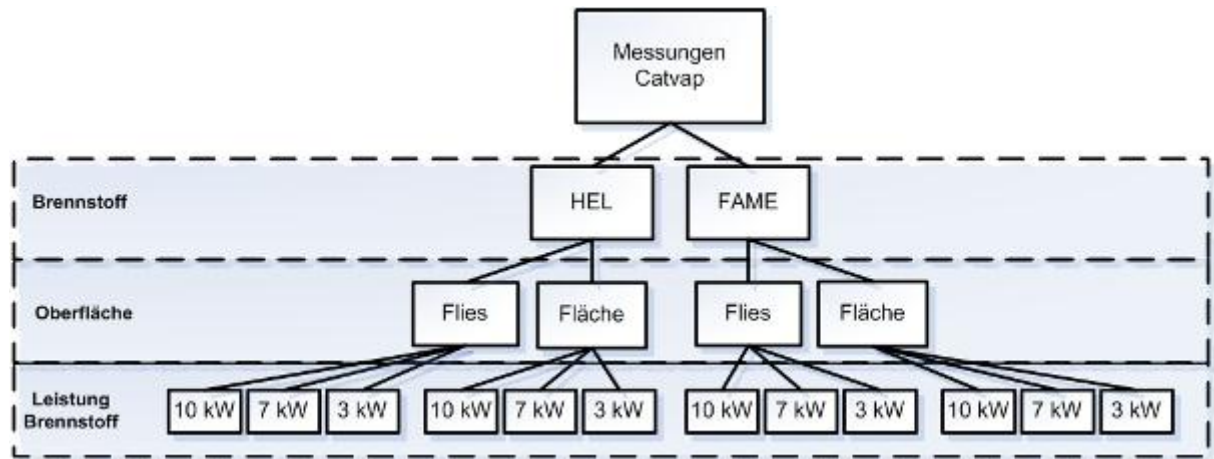 Messungen
Catvap
Brennstoff
HEL
FAME
Oberfläche
Flies
Fläche
Flies
Fläche
Leistung
Brennstoff
10 kW
7 kW
3 kW
10 kW
7 kW
3 kW
10 kW
7 kW
3 kW
10 kW
7 kW
3 kW